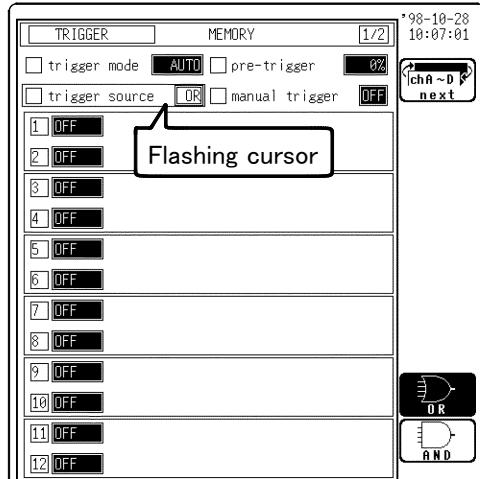 TRIGGER MEMORY 1/2
'98-10-28
10:07:01
trigger mode AUTO pre-trigger 0%
chA~D
next
trigger source OR manual trigger OFF
Flashing cursor
1 OFF
2 OFF
3 OFF
4 OFF
5 OFF
6 OFF
7 OFF
8 OFF
9 OFF
10 OFF
11 OFF
12 OFF
OR
AND